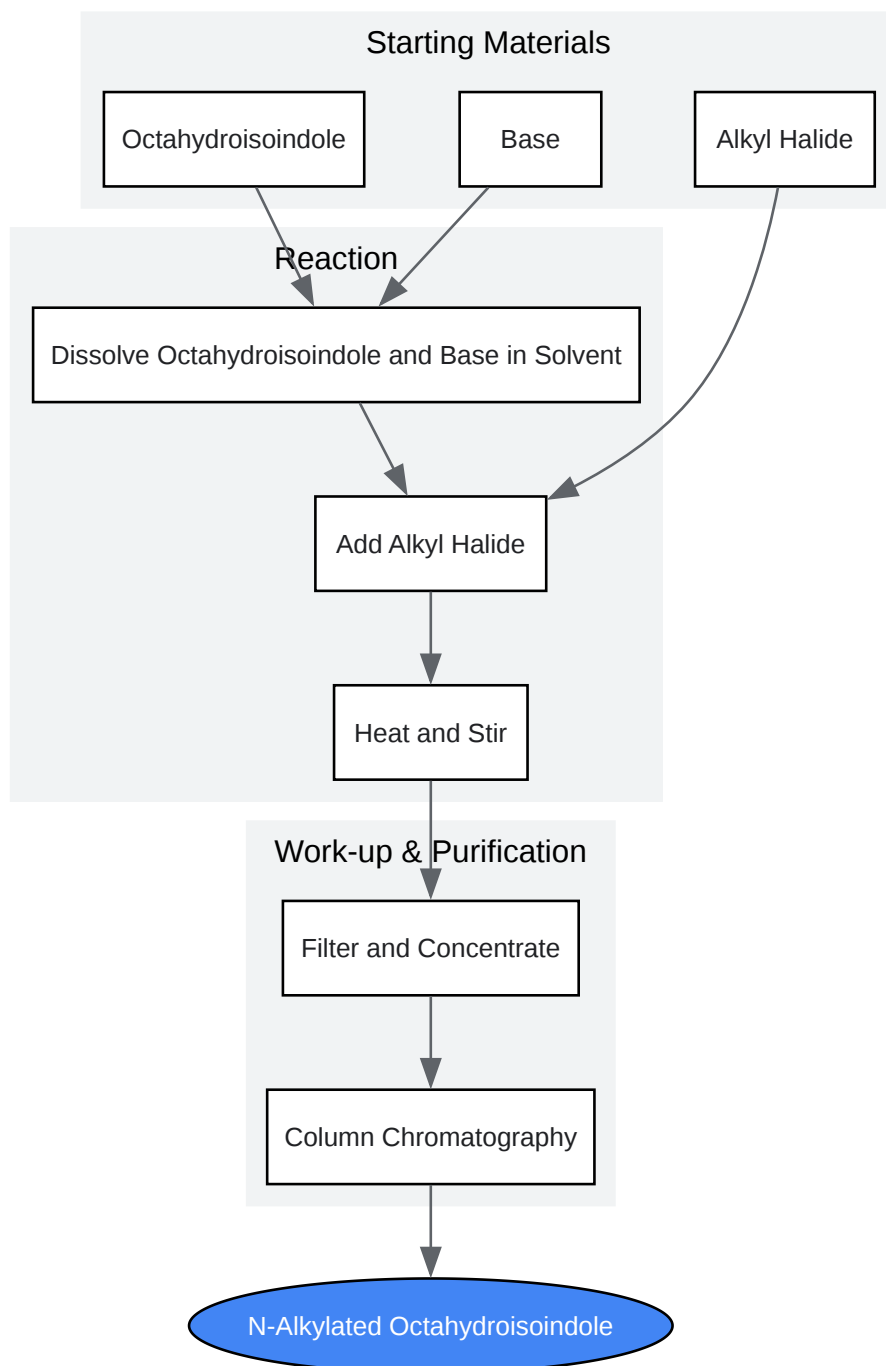 Starting Materials
Octahydroisoindole
Base
Alkyl Halide
Reaction
Dissolve Octahydroisoindole and Base in Solvent
Add Alkyl Halide
Heat and Stir
Work-up & Purification
Filter and Concentrate
Column Chromatography
N-Alkylated Octahydroisoindole